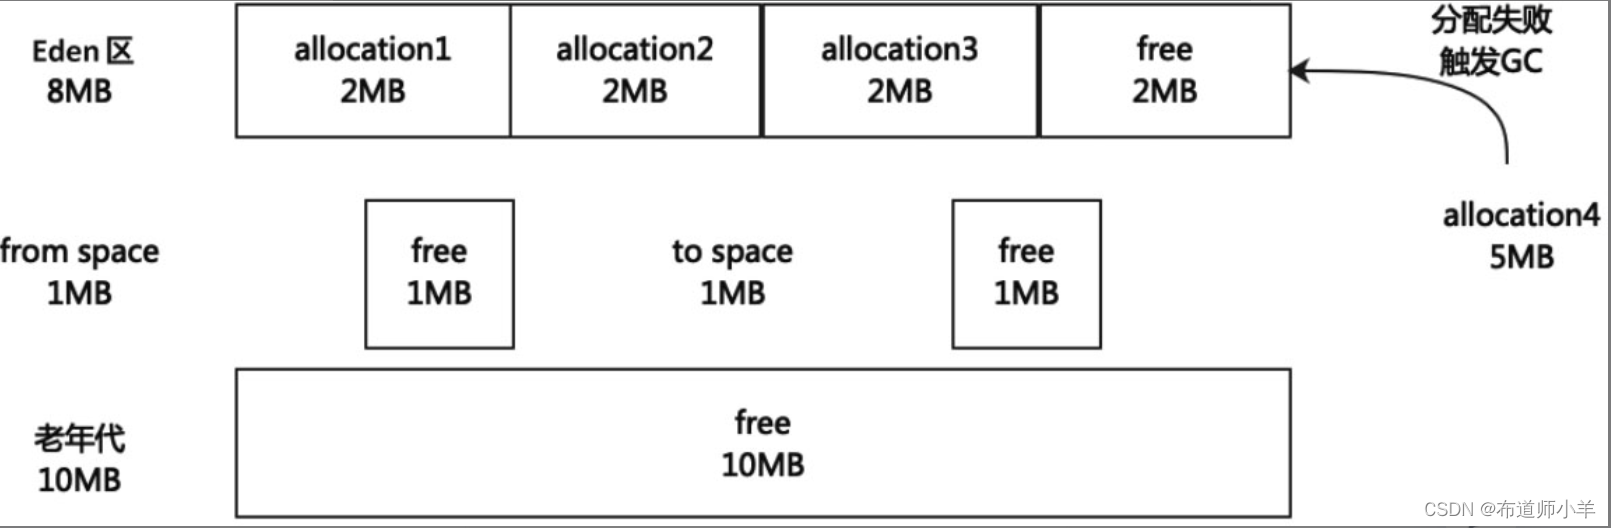 Eden 区
8MB
allocation1
2MB
allocation2
2MB
allocation3
2MB
free
2MB
分配失败
触发GC
allocation4
5MB
from space
1MB
free
1MB
to space
1MB
free
1MB
老年代
10MB
free
10MB
CSDN @布道师小羊